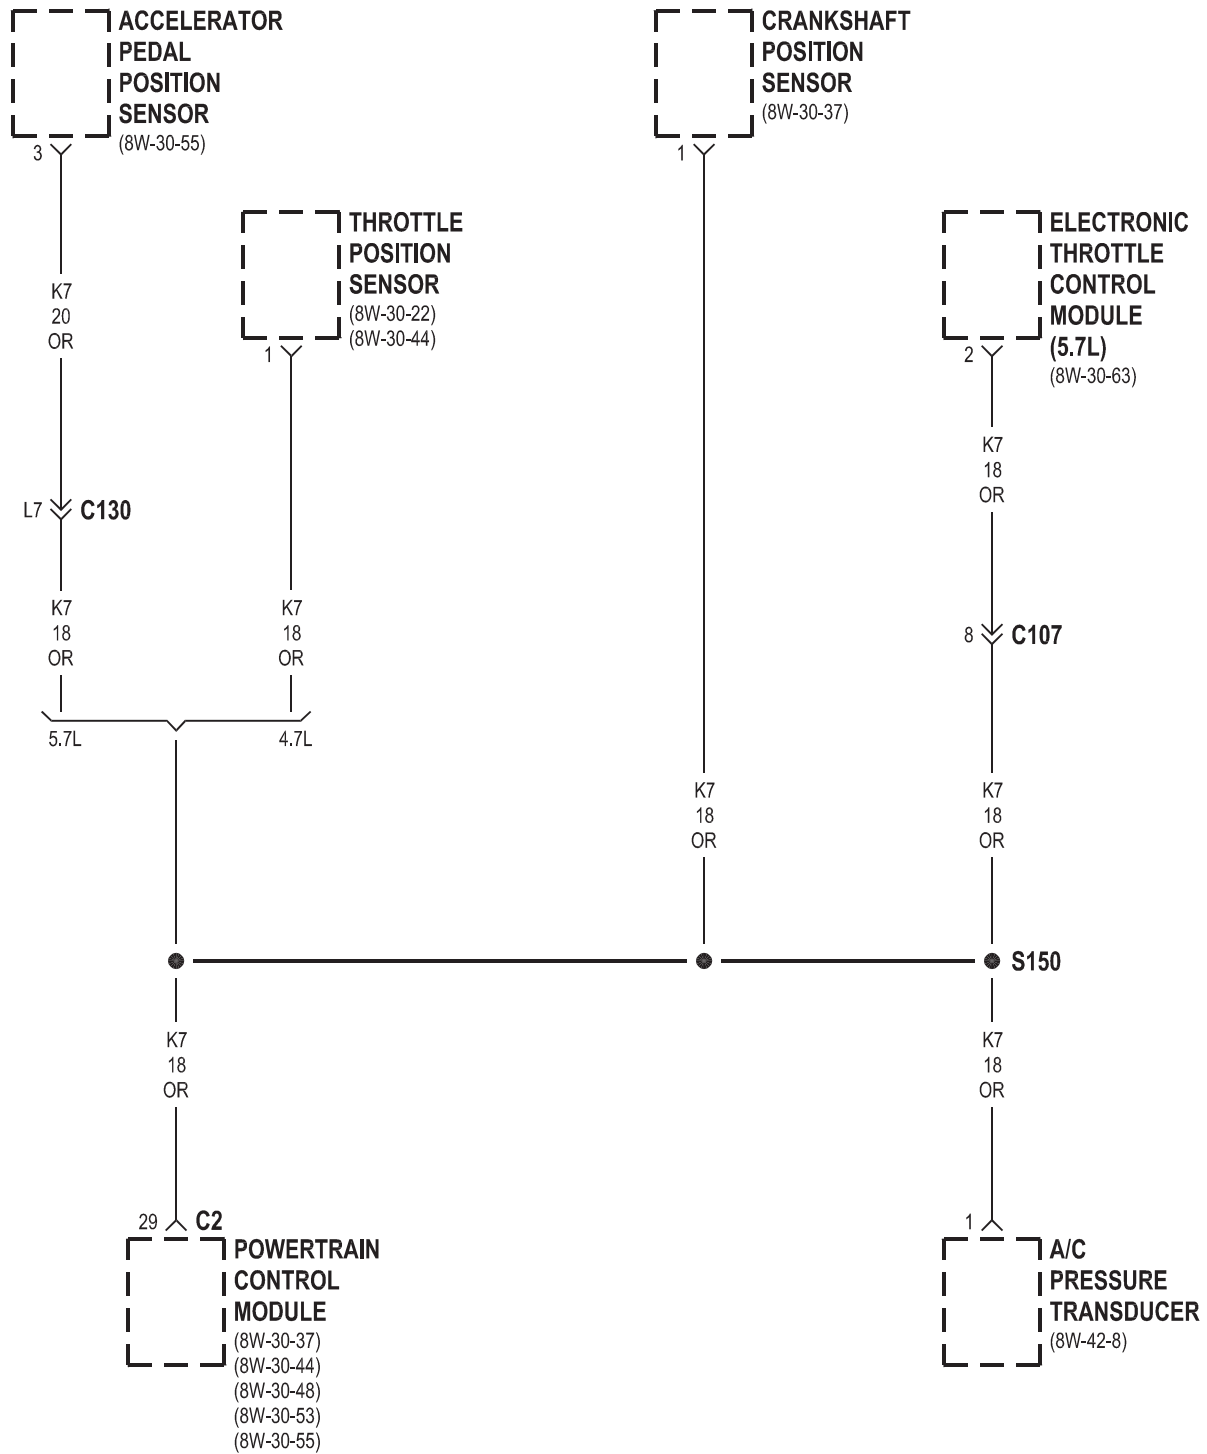 ACCELERATOR
PEDAL
POSITION
SENSOR
(8W-30-55)
3
CRANKSHAFT
POSITION
SENSOR
(8W-30-37)
1
THROTTLE
POSITION
SENSOR
(8W-30-22)
(8W-30-44)
1
ELECTRONIC
THROTTLE
CONTROL
MODULE
(5.7L)
(8W-30-63)
2
K7
20
OR
K7
18
OR
L7
C130
K7
18
OR
K7
18
OR
8
C107
5.7L
4.7L
K7
18
OR
K7
18
OR
S150
K7
18
OR
K7
18
OR
29
C2
POWERTRAIN
CONTROL
MODULE
(8W-30-37)
(8W-30-44)
(8W-30-48)
(8W-30-53)
(8W-30-55)
1
A/C
PRESSURE
TRANSDUCER
(8W-42-8)